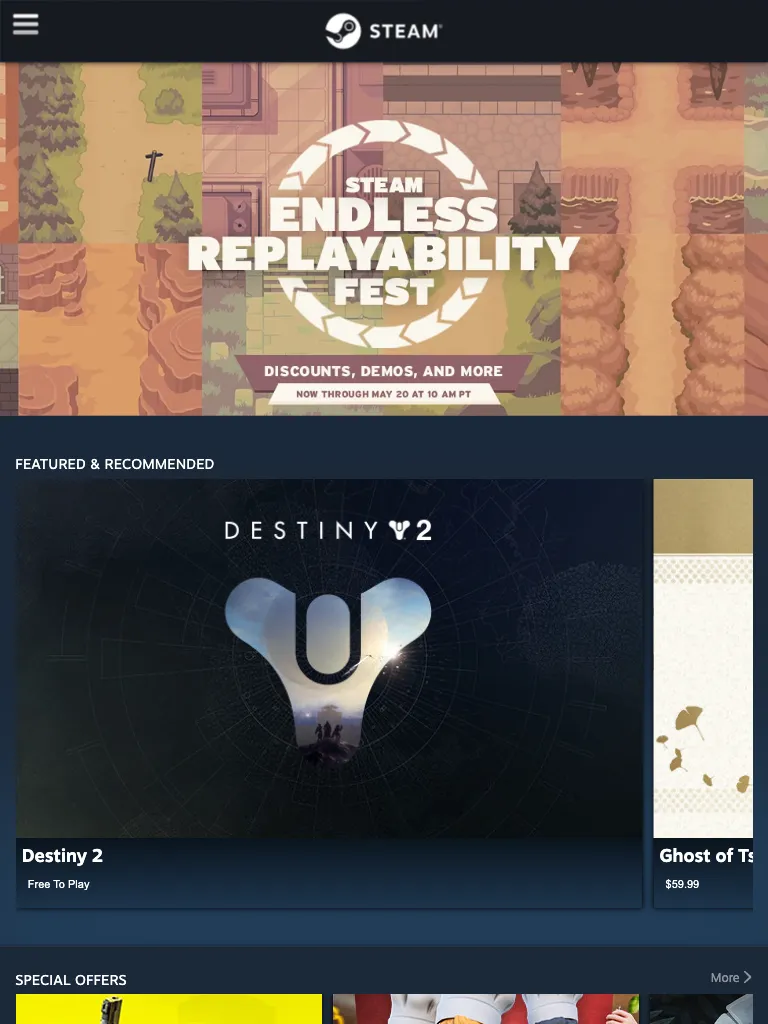 STEAM
STEAM
ENDLESS
REPLAYABILITY
FEST
DISCOUNTS, DEMOS, AND MORE
NOW THROUGH MAY 20 AT 10 AM PT
FEATURED & RECOMMENDED
DESTINY 2
Destiny 2
Free To Play
Ghost of Ts
$59.99
SPECIAL OFFERS
More